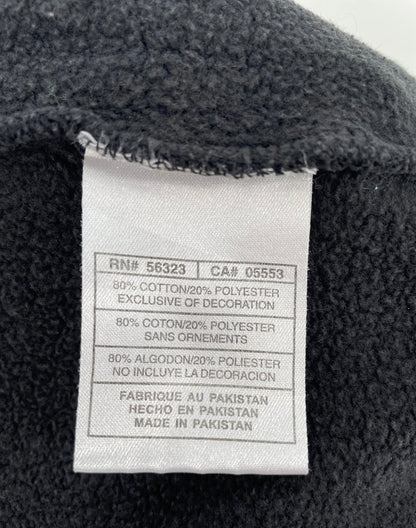 RN# 56323 CA# 05553
80% COTTON/20% POLYESTER
EXCLUSIVE OF DECORATION
80% COTON/20% POLYESTER
SANS ORNEMENTS
80% ALGODON/20% POLIESTER
NO INCLUYE LA DECORACION
FABRIQUE AU PAKISTAN
HECHO EN PAKISTAN
MADE IN PAKISTAN